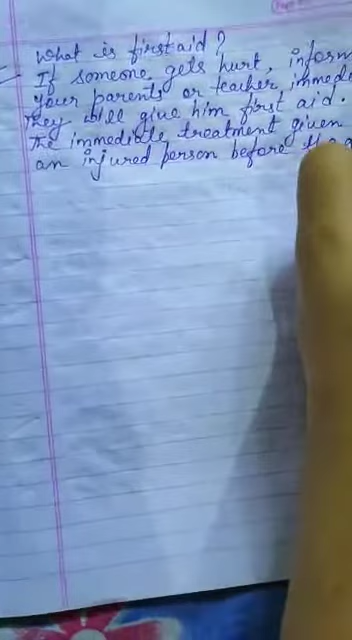 What is first aid ?
If someone gets hurt, inform
your parents or teacher, immed
They will give him first aid.
The immediate treatment given
an injured person before the